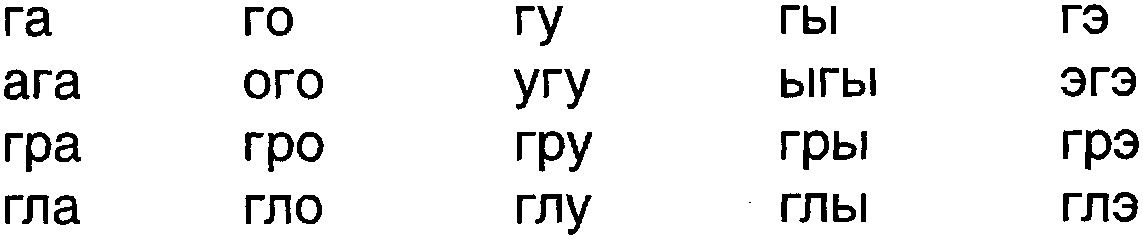 га го гу гы гэ
ага ого угу ыгы эгэ
гра гро гру гры грэ
гла гло глу глы глэ